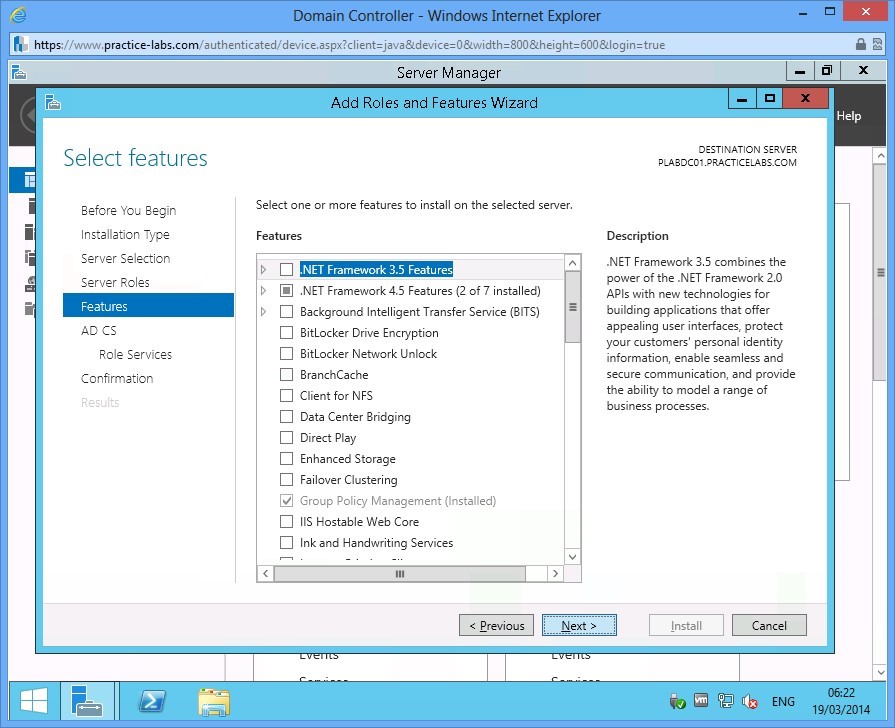 Domain Controller - Windows Internet Explorer
https://www.practice-labs.com/authenticated/device.aspx?client=java&device=0&width=800&height=600&login=true
Server Manager
Help
Add Roles and Features Wizard
Select features
DESTINATION SERVER
PLABDC01.PRACTICELABS.COM
Before You Begin
Installation Type
Server Selection
Server Roles
Features
AD CS
Role Services
Confirmation
Results
Select one or more features to install on the selected server.
Features
.NET Framework 3.5 Features
.NET Framework 4.5 Features (2 of 7 installed)
Background Intelligent Transfer Service (BITS)
BitLocker Drive Encryption
BitLocker Network Unlock
BranchCache
Client for NFS
Data Center Bridging
Direct Play
Enhanced Storage
Failover Clustering
Group Policy Management (Installed)
IIS Hostable Web Core
Ink and Handwriting Services
Description
.NET Framework 3.5 combines the
power of the .NET Framework 2.0
APIs with new technologies for
building applications that offer
appealing user interfaces, protect
your customers' personal identity
information, enable seamless and
secure communication, and provide
the ability to model a range of
business processes.
< Previous
Next >
Install
Cancel
Events
Events
Services
Services
vm
ENG
06:22
19/03/2014